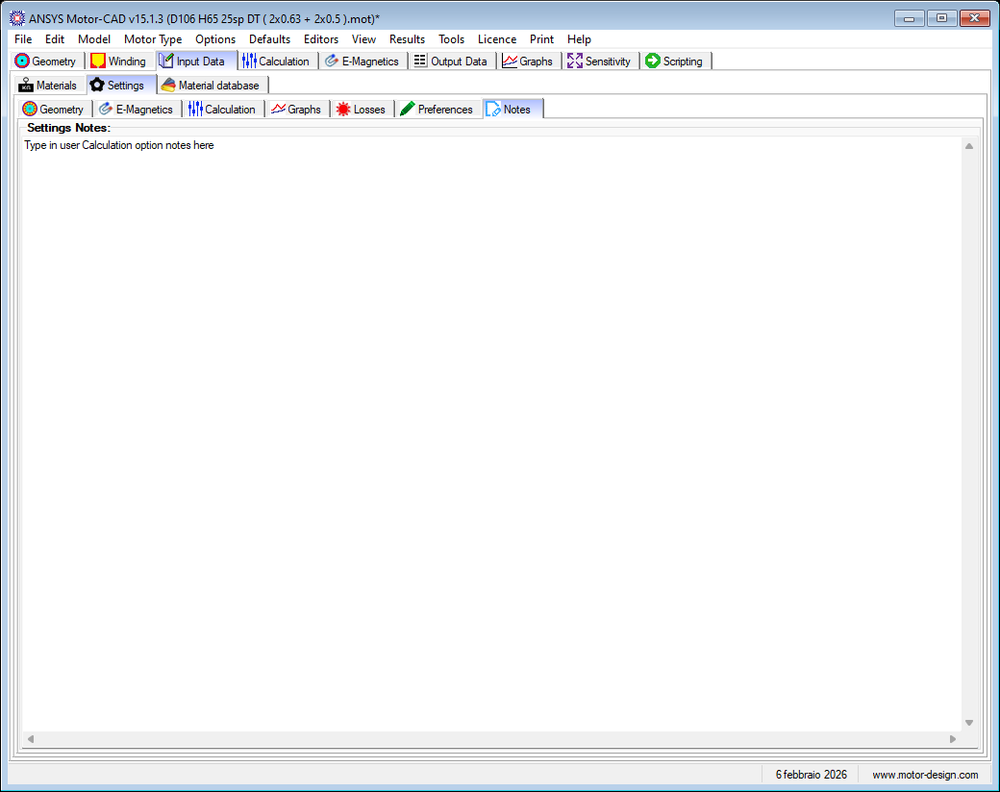 ANSYS Motor-CAD v15.1.3 (D106 H65 25sp DT ( 2x0.63 + 2x0.5 ).mot)*
File Edit Model Motor Type Options Defaults Editors View Results Tools Licence Print Help
Geometry Winding Input Data Calculation E-Magnetics Output Data Graphs Sensitivity Scripting
Materials Settings Material database
Geometry E-Magnetics Calculation Graphs Losses Preferences Notes
Settings Notes:
Type in user Calculation option notes here
6 febbraio 2026 www.motor-design.com